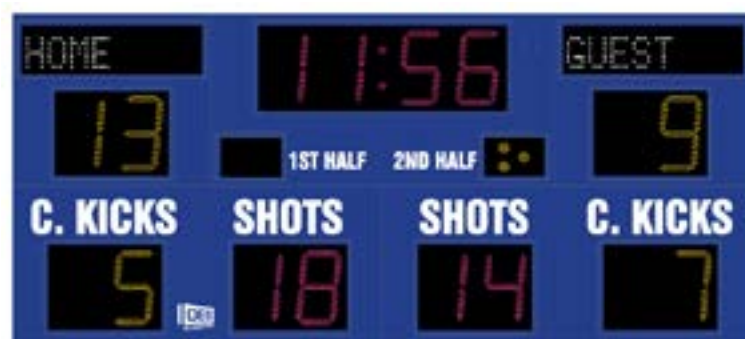 HOME 11:56 GUEST
13 1ST HALF 2ND HALF 9
C. KICKS SHOTS SHOTS C. KICKS
5 18 14 7